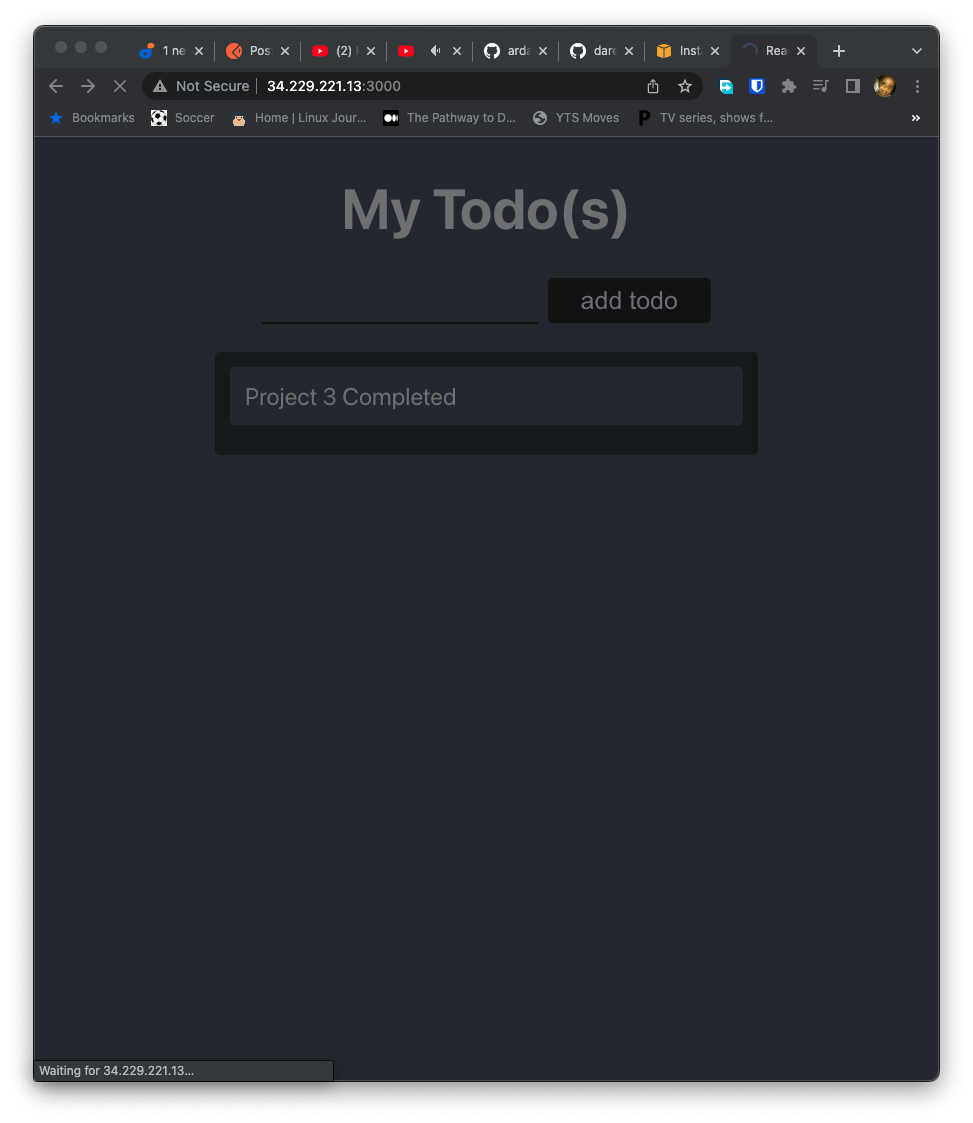 1 ne
Pos
(2)
arda
dare
Insta
Rea
Not Secure
34.229.221.13:3000
Bookmarks
Soccer
Home | Linux Jour...
The Pathway to D...
YTS Moves
TV series, shows f...
»
My Todo(s)
add todo
Project 3 Completed
Waiting for 34.229.221.13...